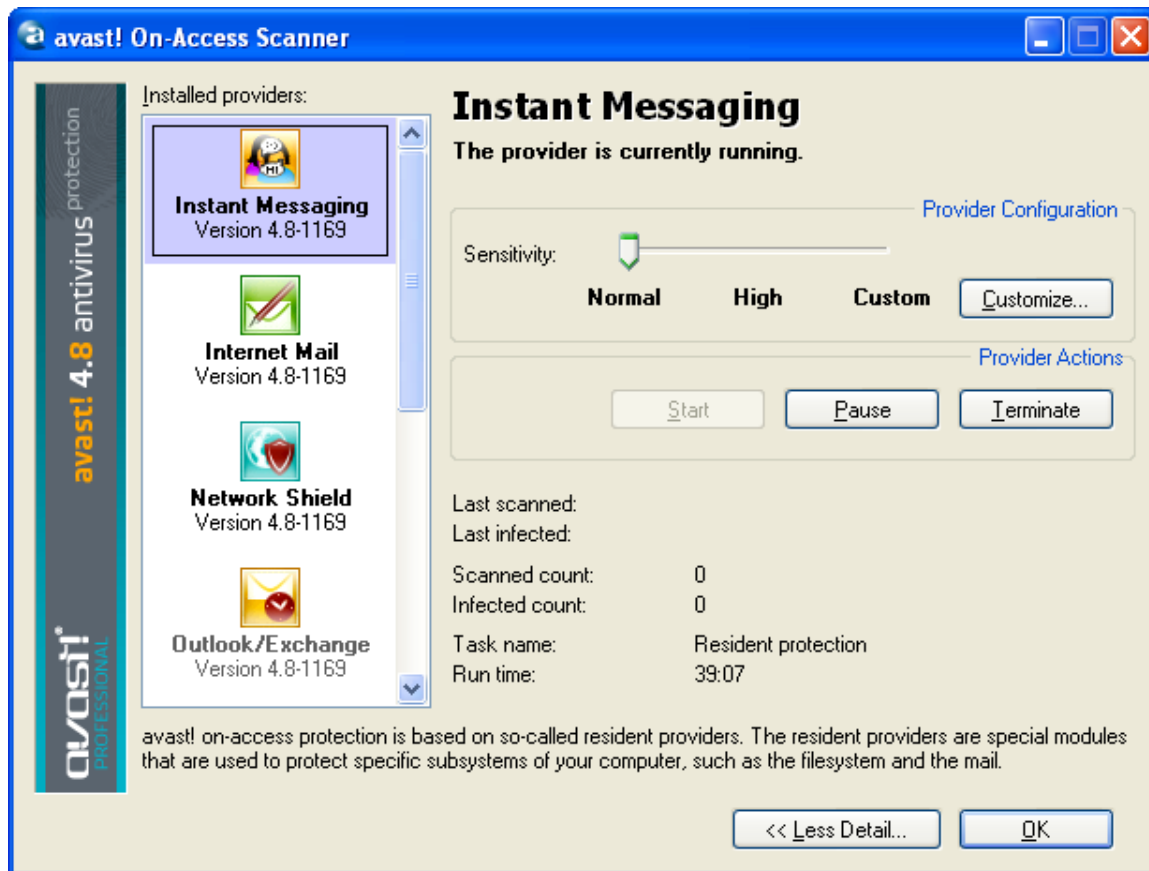 avast! On-Access Scanner
avast! 4.8 antivirus protection
avast!®
PROFESSIONAL
Installed providers:
Instant Messaging
Version 4.8-1169
Internet Mail
Version 4.8-1169
Network Shield
Version 4.8-1169
Outlook/Exchange
Version 4.8-1169
Instant Messaging
The provider is currently running.
Provider Configuration
Sensitivity:
Normal High Custom Customize...
Provider Actions
Start Pause Terminate
Last scanned:
Last infected:
Scanned count: 0
Infected count: 0
Task name: Resident protection
Run time: 39:07
avast! on-access protection is based on so-called resident providers. The resident providers are special modules
that are used to protect specific subsystems of your computer, such as the filesystem and the mail.
<< Less Detail... OK